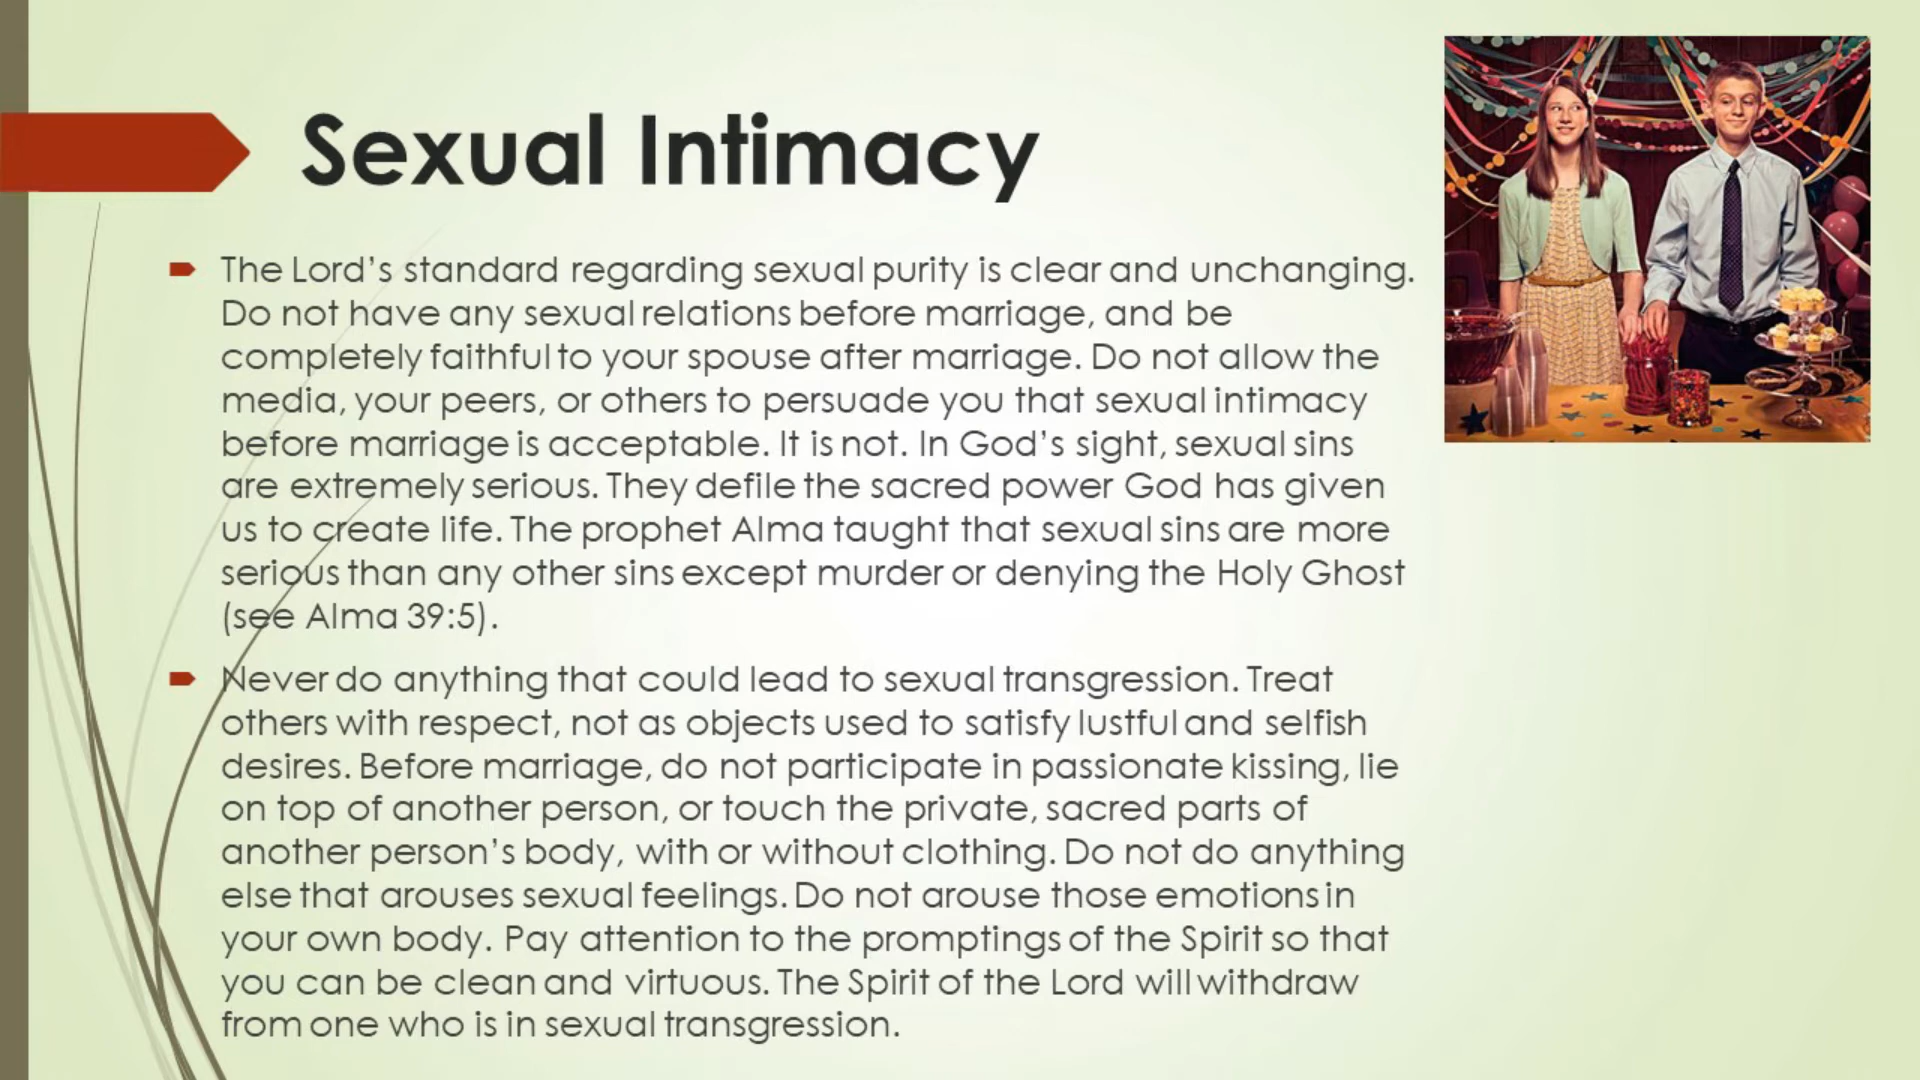 Sexual Intimacy
The Lord's standard regarding sexual purity is clear and unchanging.
Do not have any sexual relations before marriage, and be
completely faithful to your spouse after marriage. Do not allow the
media, your peers, or others to persuade you that sexual intimacy
before marriage is acceptable. It is not. In God's sight, sexual sins
are extremely serious. They defile the sacred power God has given
us to create life. The prophet Alma taught that sexual sins are more
serious than any other sins except murder or denying the Holy Ghost
(see Alma 39:5).
Never do anything that could lead to sexual transgression. Treat
others with respect, not as objects used to satisfy lustful and selfish
desires. Before marriage, do not participate in passionate kissing, lie
on top of another person, or touch the private, sacred parts of
another person's body, with or without clothing. Do not do anything
else that arouses sexual feelings. Do not arouse those emotions in
your own body. Pay attention to the promptings of the Spirit so that
you can be clean and virtuous. The Spirit of the Lord will withdraw
from one who is in sexual transgression.